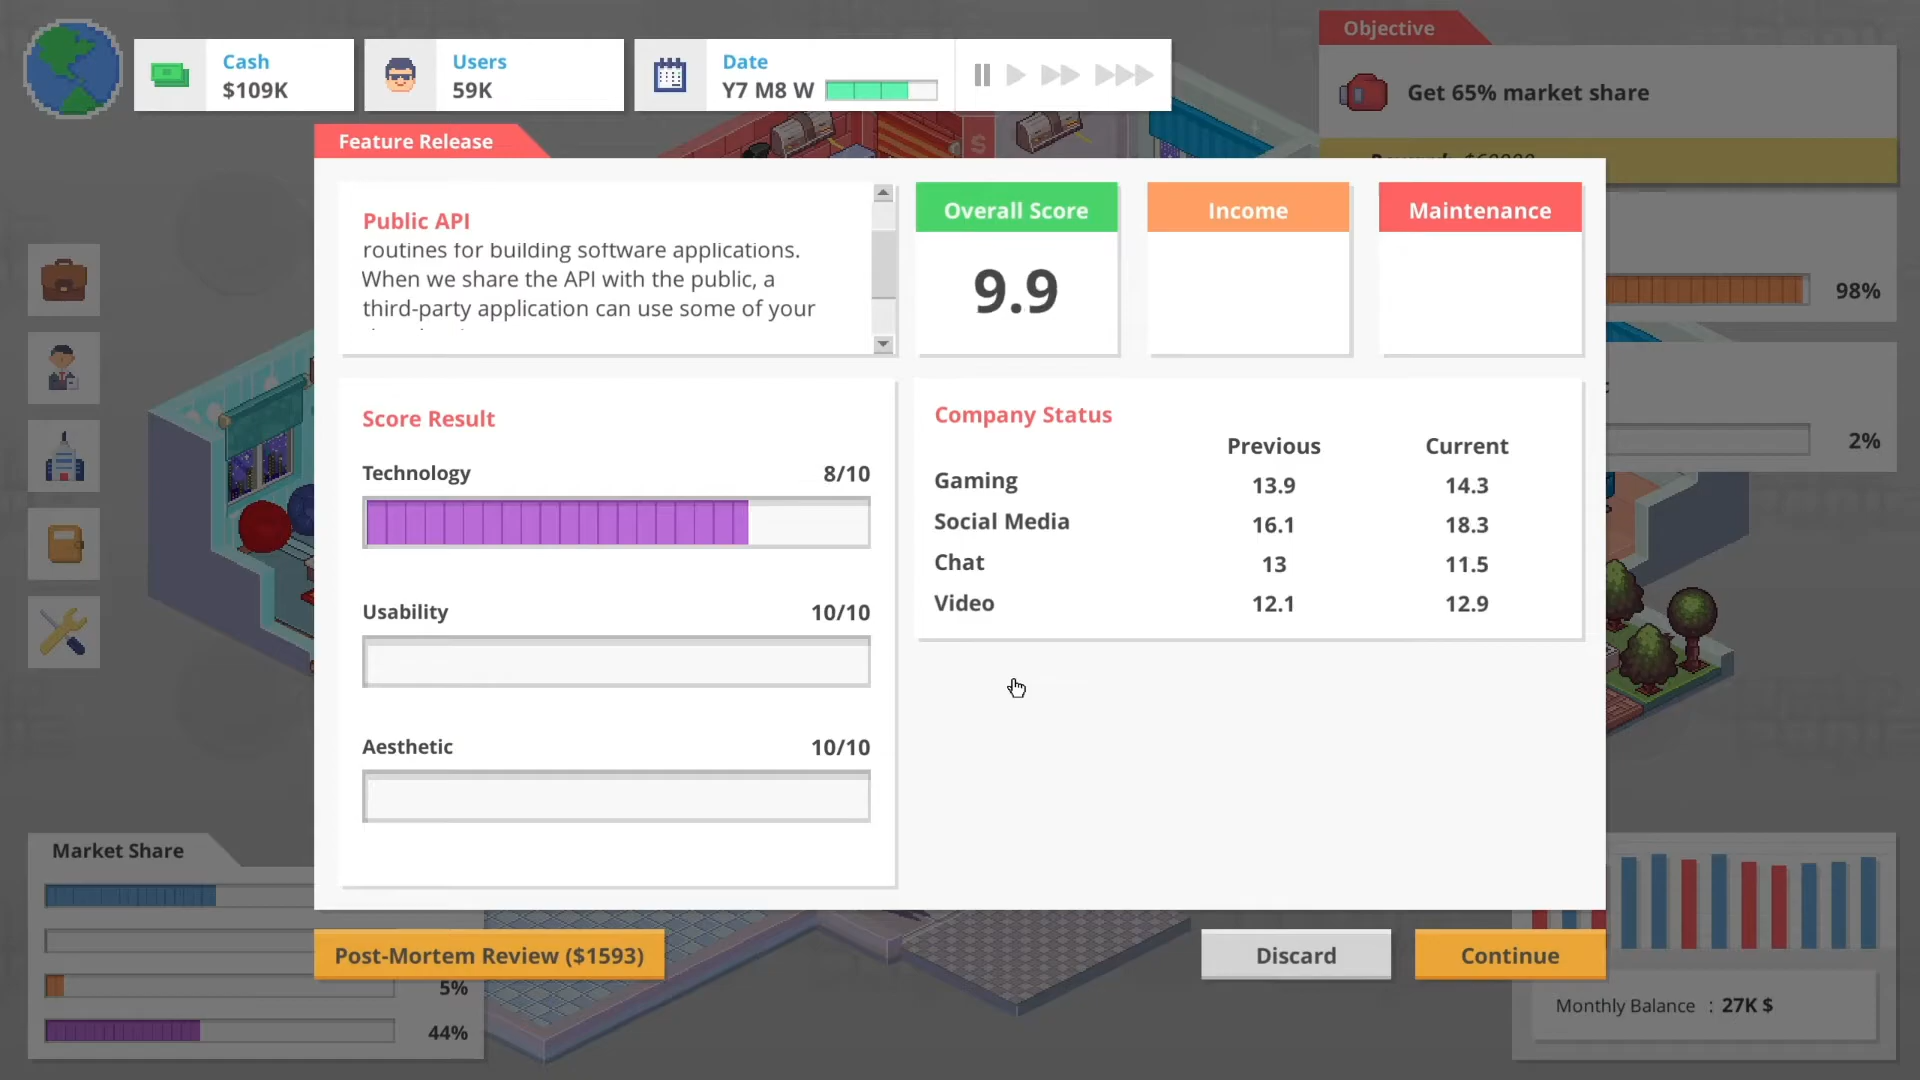 Cash
$109K
Users
59K
Date
Y7 M8 W
Objective
Get 65% market share
Feature Release
Public API
routines for building software applications.
When we share the API with the public, a
third-party application can use some of your
Overall Score
9.9
Income
Maintenance
98%
2%
Score Result
Technology 8/10
Usability 10/10
Aesthetic 10/10
Company Status
Previous Current
Gaming 13.9 14.3
Social Media 16.1 18.3
Chat 13 11.5
Video 12.1 12.9
Market Share
5%
44%
Post-Mortem Review ($1593)
Discard
Continue
Monthly Balance : 27K $